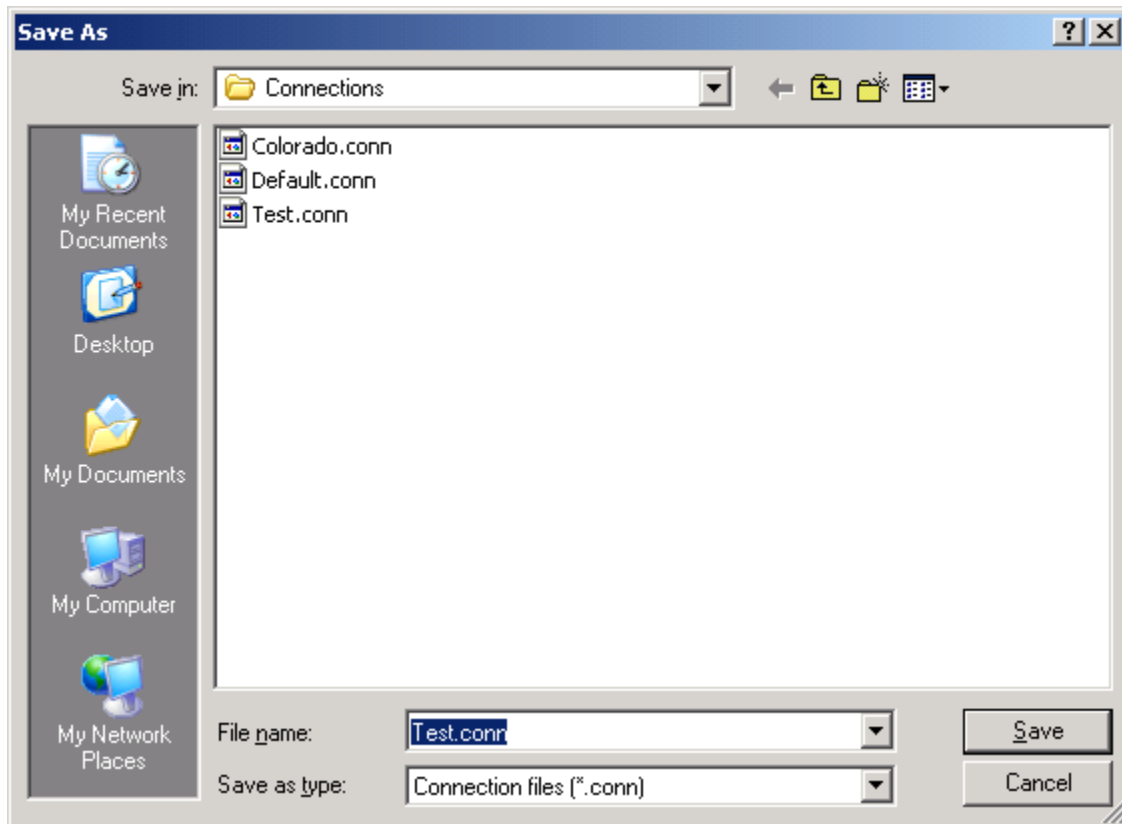 Save As
Save in: Connections
My Recent
Documents
Desktop
My Documents
My Computer
My Network
Places
Colorado.conn
Default.conn
Test.conn
File name: Test.conn Save
Save as type: Connection files (*.conn) Cancel